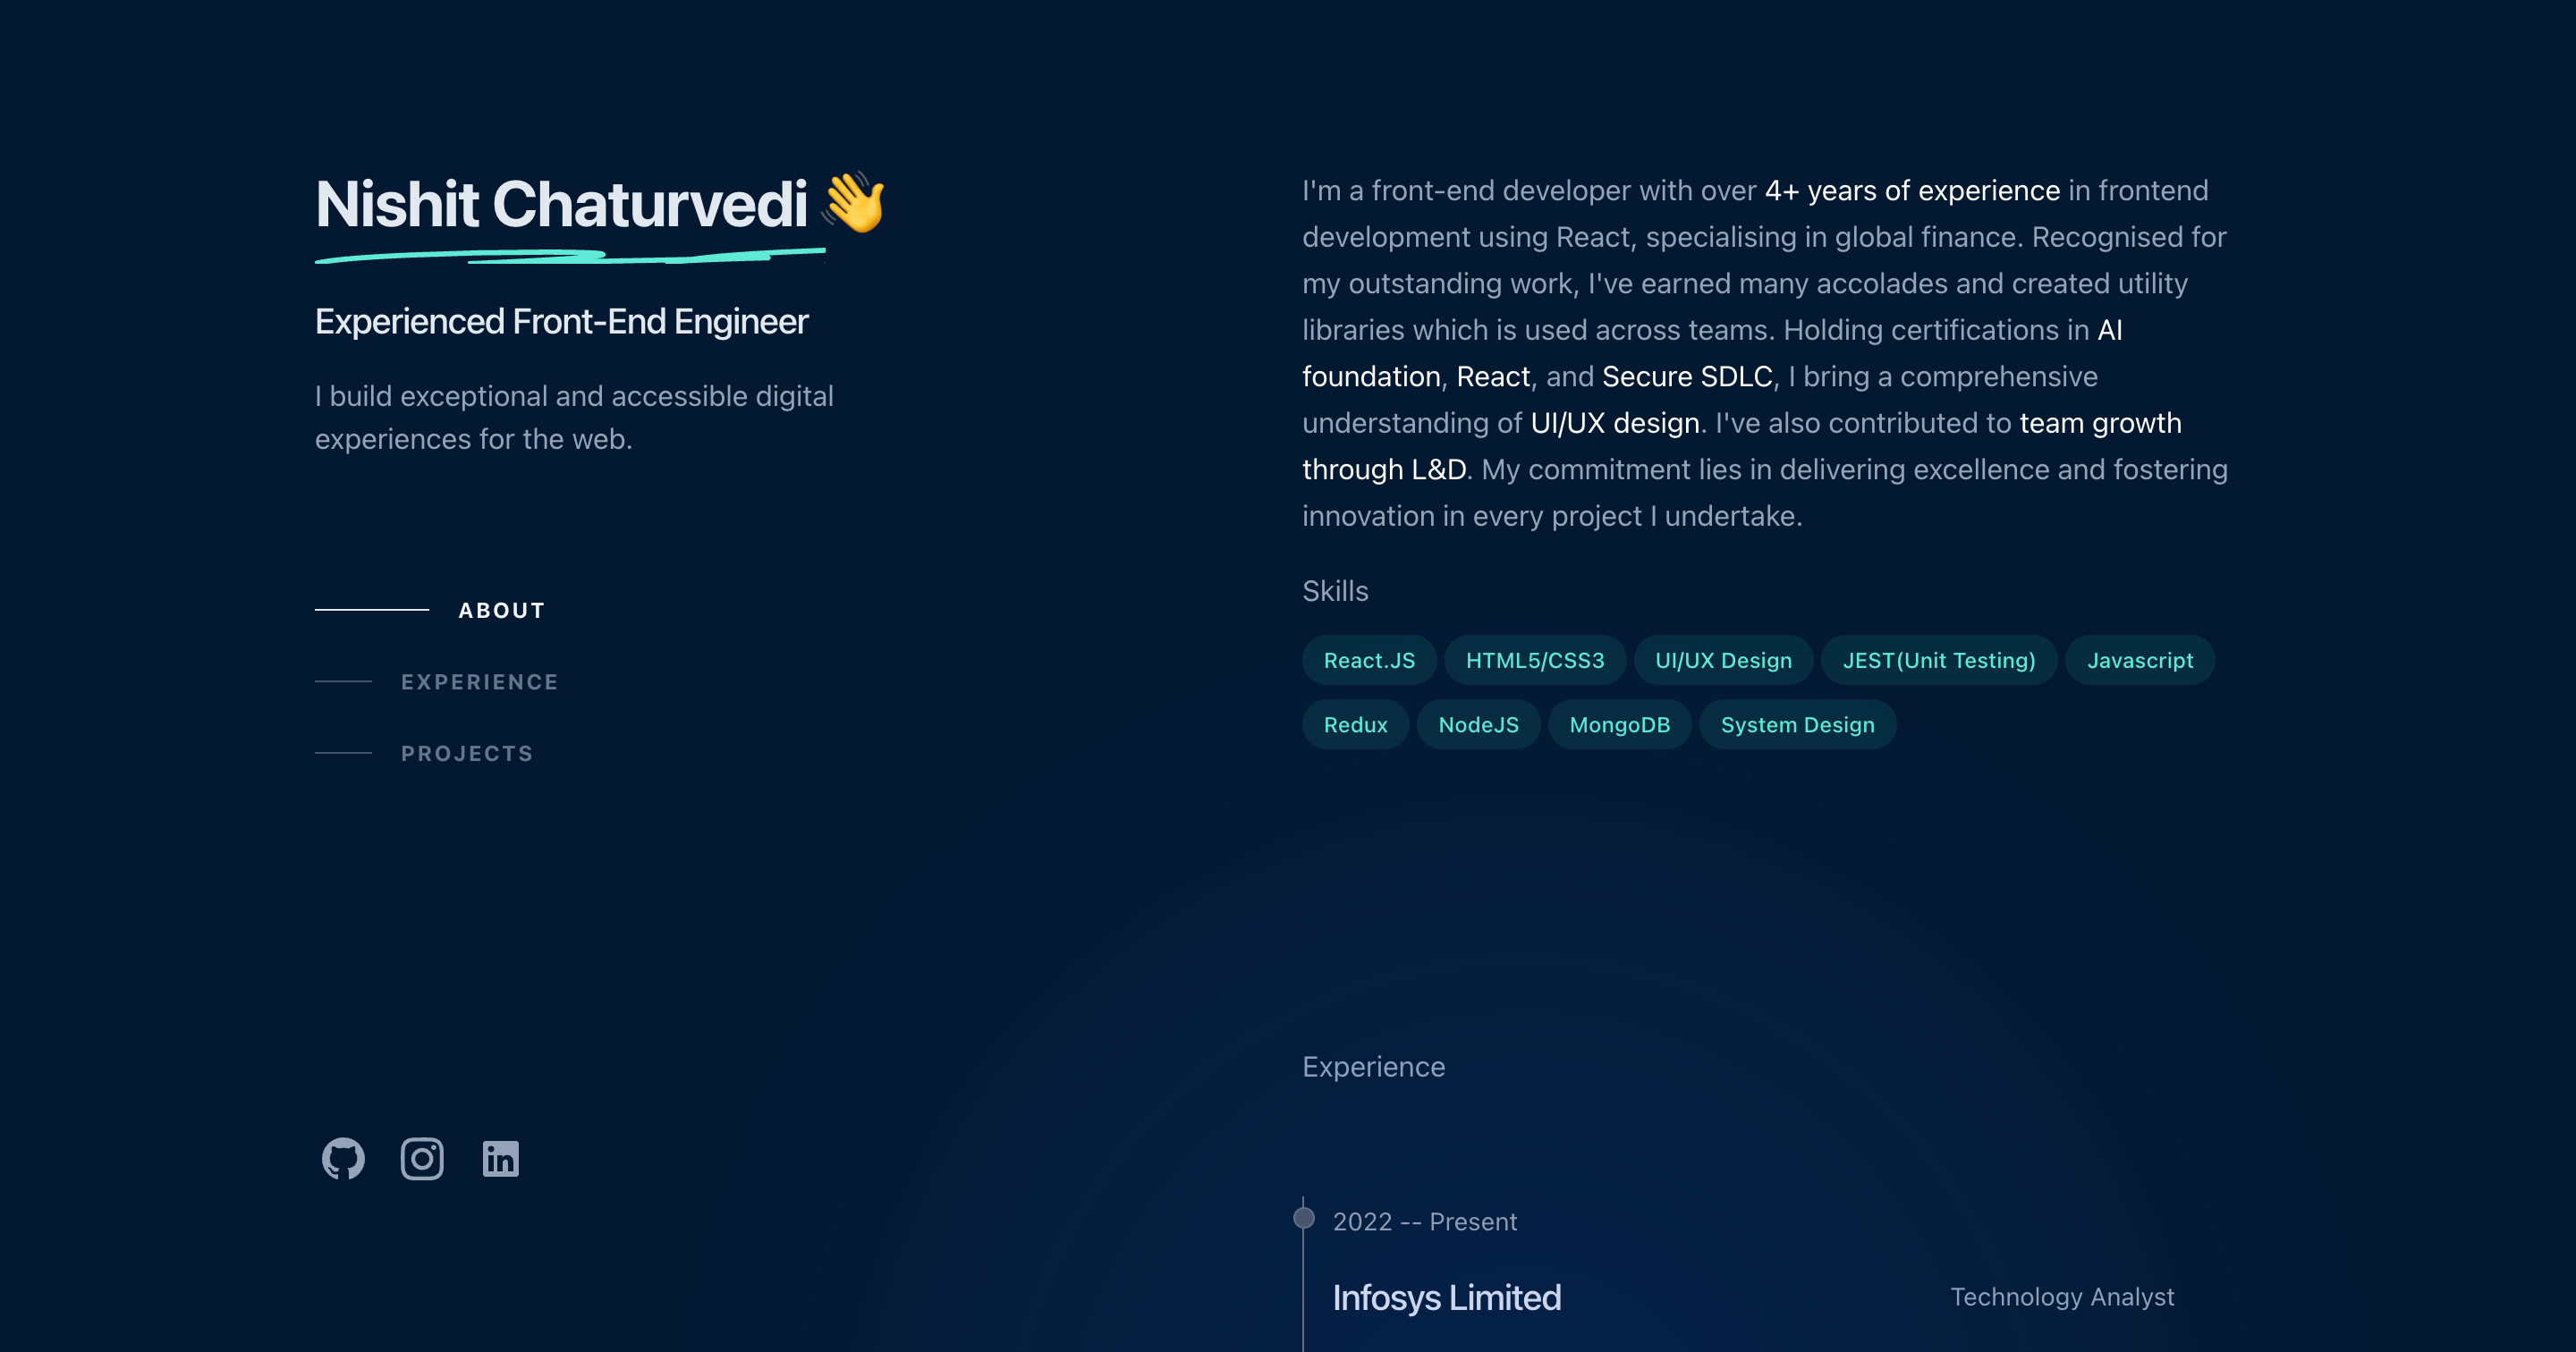 Nishit Chaturvedi 👋
Experienced Front-End Engineer
I build exceptional and accessible digital
experiences for the web.
ABOUT
EXPERIENCE
PROJECTS
I'm a front-end developer with over 4+ years of experience in frontend
development using React, specialising in global finance. Recognised for
my outstanding work, I've earned many accolades and created utility
libraries which is used across teams. Holding certifications in AI
foundation, React, and Secure SDLC, I bring a comprehensive
understanding of UI/UX design. I've also contributed to team growth
through L&D. My commitment lies in delivering excellence and fostering
innovation in every project I undertake.
Skills
React.JS HTML5/CSS3 UI/UX Design JEST(Unit Testing) Javascript
Redux NodeJS MongoDB System Design
Experience
2022 -- Present
Infosys Limited Technology Analyst